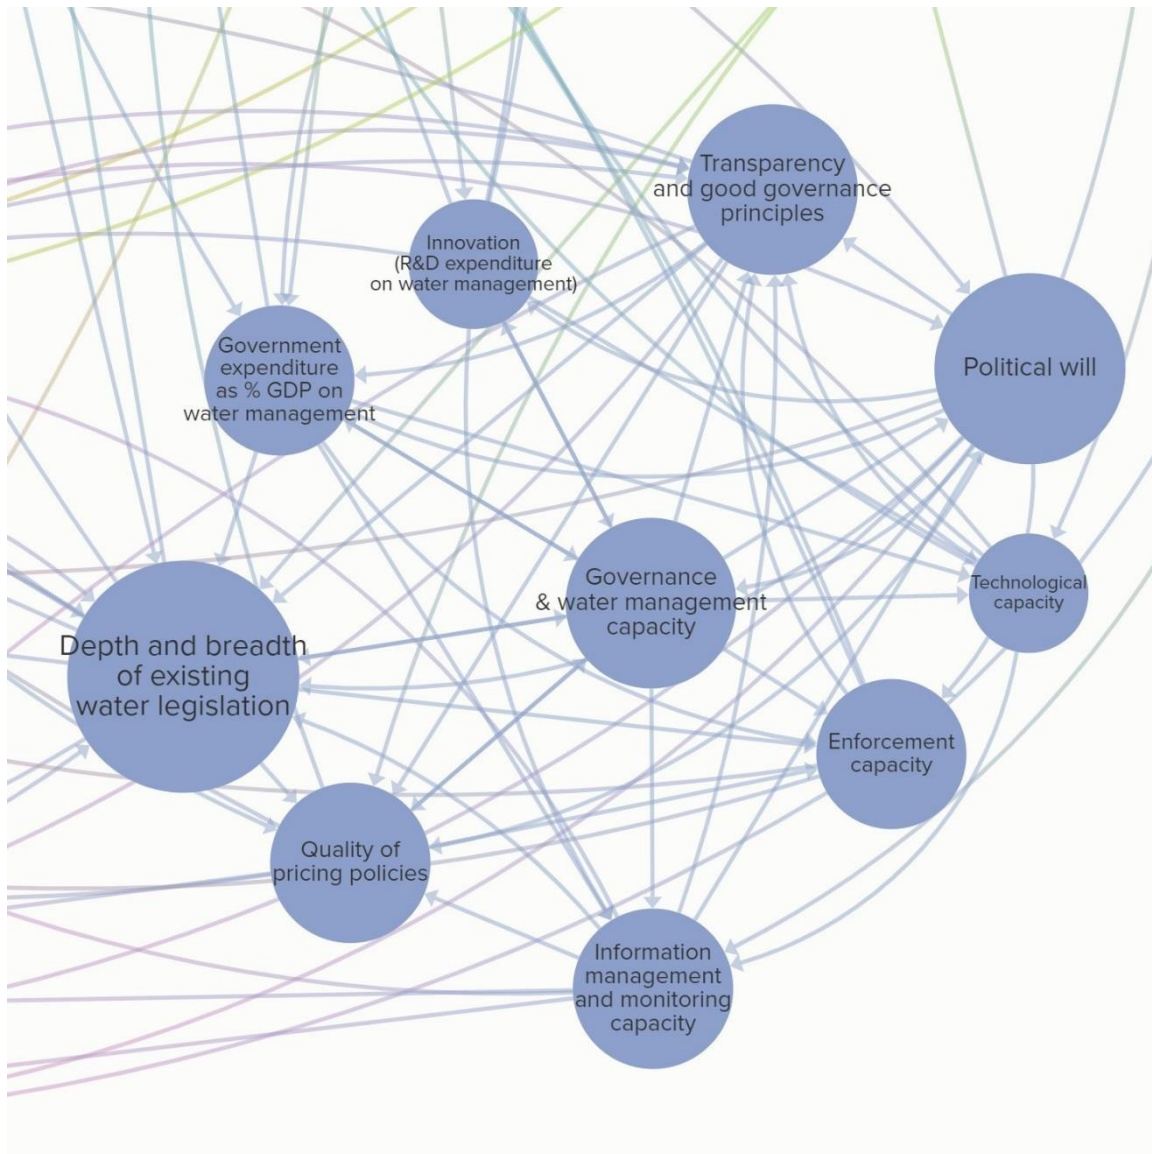 Transparency
and good governance
principles
Innovation
(R&D expenditure
on water management)
Government
expenditure
as % GDP on
water management
Political will
Governance
& water management
capacity
Technological
capacity
Depth and breadth
of existing
water legislation
Enforcement
capacity
Quality of
pricing policies
Information
management
and monitoring
capacity